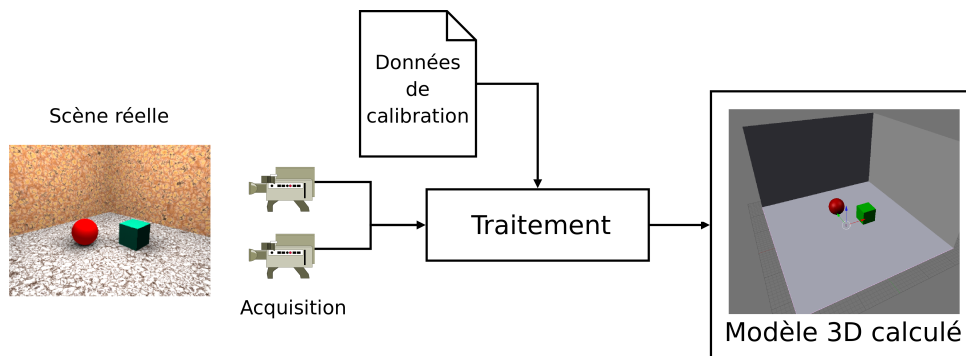 Données
de
calibration
Scène réelle
Acquisition
Traitement
Modèle 3D calculé